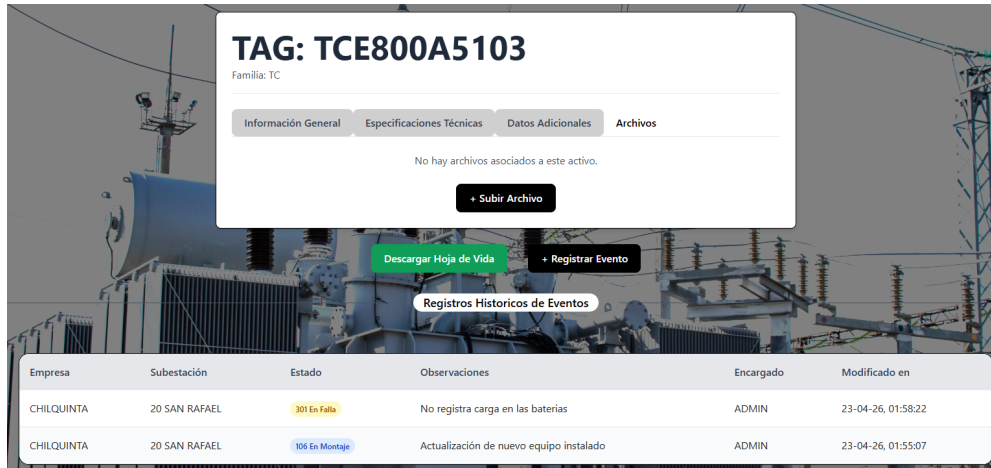 TAG: TCE800A5103
Familia: TC
Información General Especificaciones Técnicas Datos Adicionales Archivos
No hay archivos asociados a este activo.
+ Subir Archivo
Descargar Hoja de Vida + Registrar Evento
Registros Historicos de Eventos
Empresa Subestación Estado Observaciones Encargado Modificado en
CHILQUINTA 20 SAN RAFAEL 301 En Falla No registra carga en las baterias ADMIN 23-04-26, 01:58:22
CHILQUINTA 20 SAN RAFAEL 106 En Montaje Actualización de nuevo equipo instalado ADMIN 23-04-26, 01:55:07